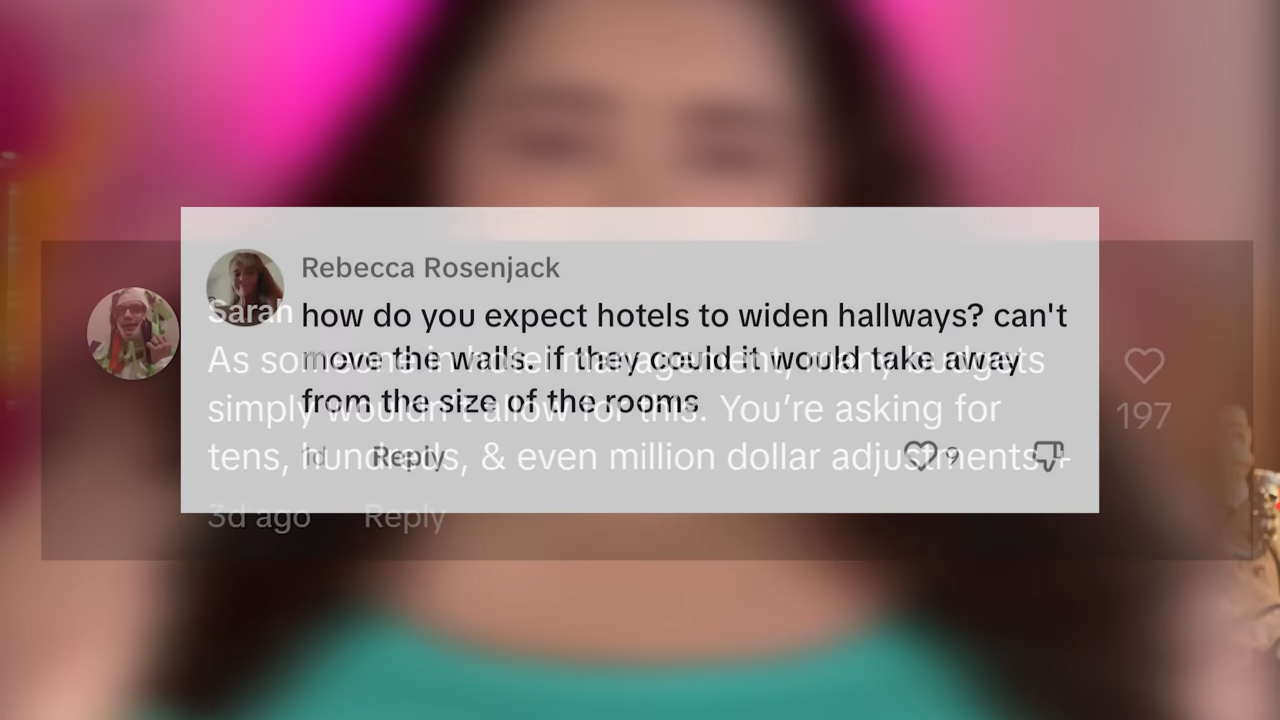 Rebecca Rosenjack
how do you expect hotels to widen hallways? can't
move the walls. if they could it would take away
from the size of the rooms
1d Reply 9
Sarah
As someone in hotel management, many budgets
simply wouldn't allow for this. You're asking for
tens, hundreds, & even million dollar adjustments.
3d ago Reply
197